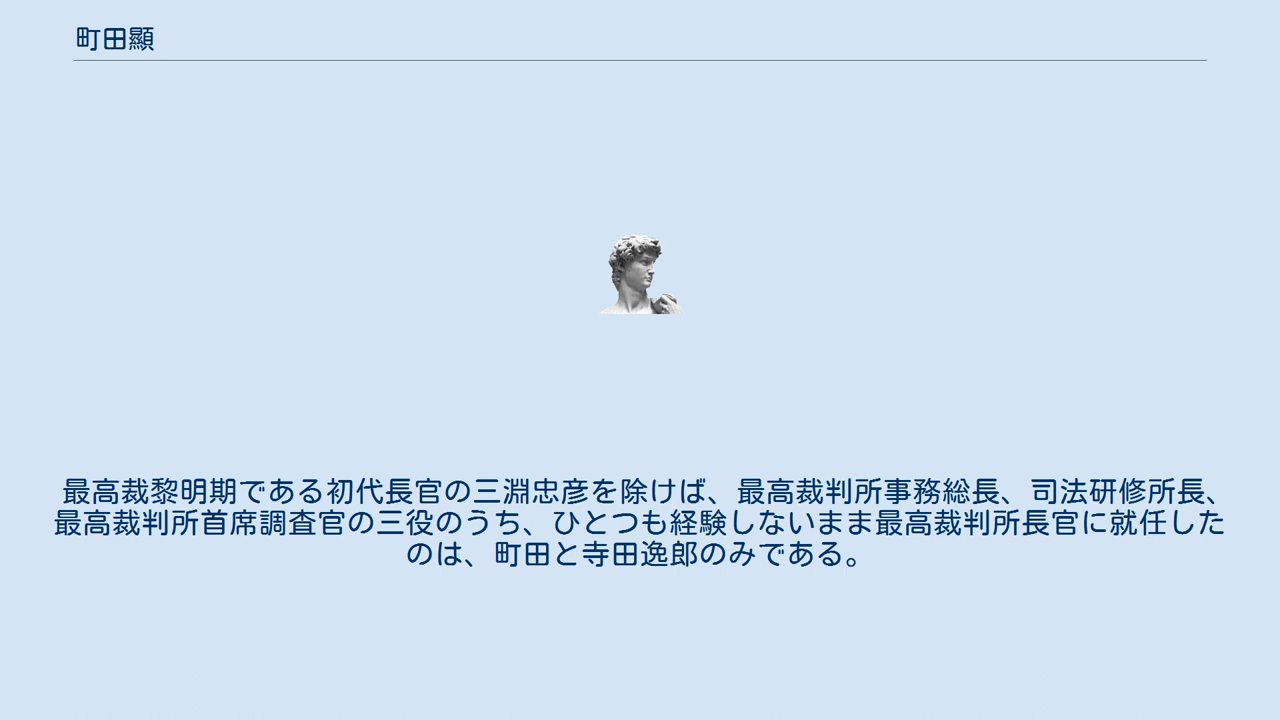 町田顯
最高裁黎明期である初代長官の三淵忠彦を除けば、最高裁判所事務総長、司法研修所長、
最高裁判所首席調査官の三役のうち、ひとつも経験しないまま最高裁判所長官に就任した
のは、町田と寺田逸郎のみである。